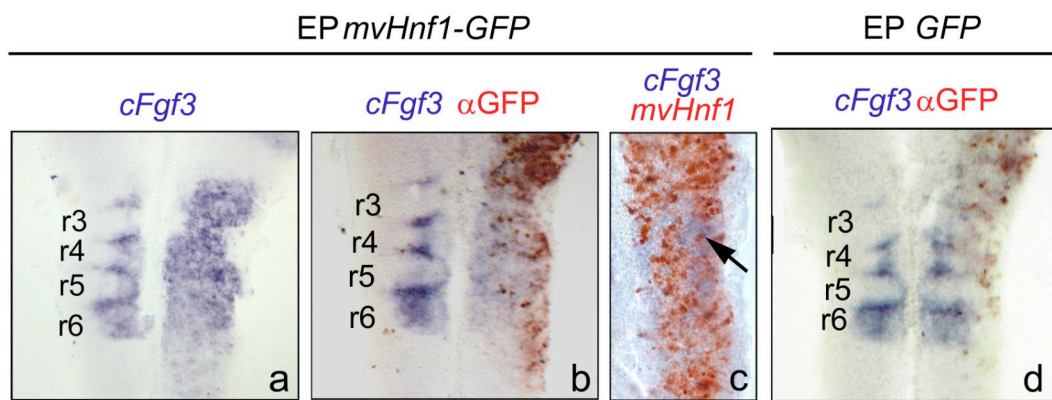 EP mvHnf1-GFP
EP GFP
cFgf3
cFgf3 αGFP
cFgf3
mvHnf1
cFgf3 αGFP
r3
r4
r5
r6
a
r3
r4
r5
r6
b
c
r3
r4
r5
r6
d